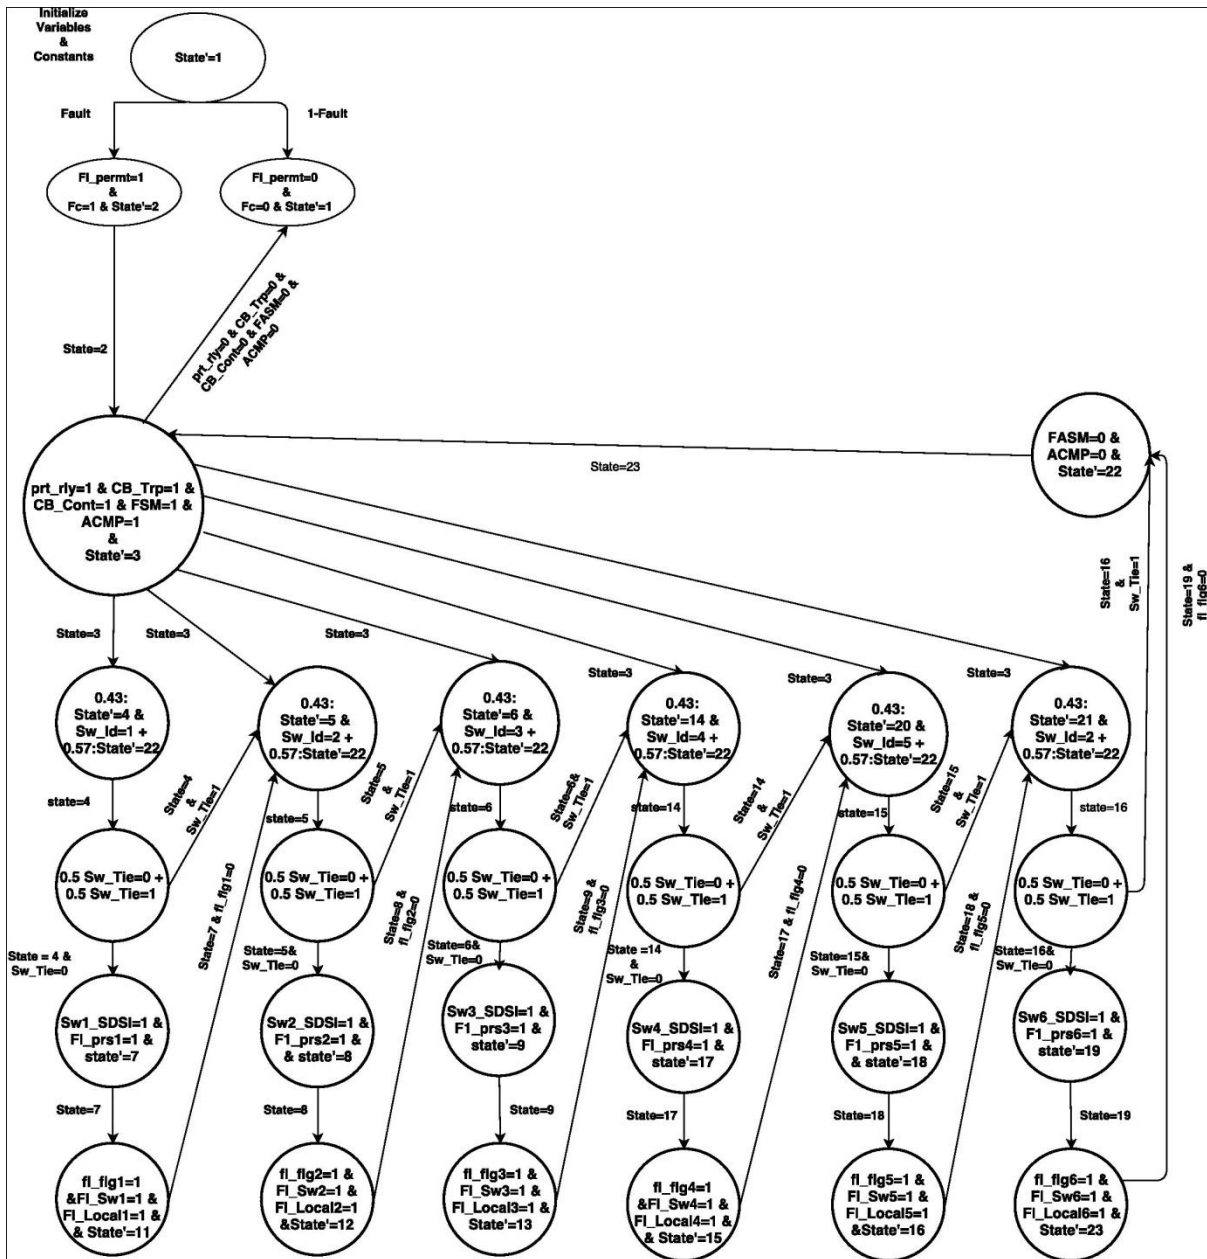 Initialize
Variables
&
Constants
State'=1
Fault
1-Fault
Fl_permt=1
&
Fc=1 & State'=2
Fl_permt=0
&
Fc=0 & State'=1
State=2
prt_rly=0 & CB_Trp=0 &
CB_Cont=0 & FASM=0 &
ACMP=0
prt_rly=1 & CB_Trp=1 &
CB_Cont=1 & FSM=1 &
ACMP=1
&
State'=3
State=23
FASM=0 &
ACMP=0 &
State'=22
State=16
&
Sw_Tie=1
State=19 &
fl_flg6=0
State=3
State=3
State=3
State=3
State=3
State=3
0.43:
State'=4 &
Sw_Id=1 +
0.57:State'=22
0.43:
State'=5 &
Sw_Id=2 +
0.57:State'=22
0.43:
State'=6 &
Sw_Id=3 +
0.57:State'=22
0.43:
State'=14 &
Sw_Id=4 +
0.57:State'=22
0.43:
State'=20 &
Sw_Id=5 +
0.57:State'=22
0.43:
State'=21 &
Sw_Id=2 +
0.57:State'=22
state=4
State=4
&
Sw_Tie=1
state=5
State=5
&
Sw_Tie=1
state=6
State=6&
Sw_Tie=1
state=14
State=14
&
Sw_Tie=1
state=15
State=15
&
Sw_Tie=1
state=16
0.5 Sw_Tie=0 +
0.5 Sw_Tie=1
0.5 Sw_Tie=0 +
0.5 Sw_Tie=1
0.5 Sw_Tie=0 +
0.5 Sw_Tie=1
0.5 Sw_Tie=0 +
0.5 Sw_Tie=1
0.5 Sw_Tie=0 +
0.5 Sw_Tie=1
0.5 Sw_Tie=0 +
0.5 Sw_Tie=1
State = 4 &
Sw_Tie=0
State=7 & fl_flg1=0
State=5&
Sw_Tie=0
State=8 &
fl_flg2=0
State=6&
Sw_Tie=0
State=9 &
fl_flg3=0
State =14
&
Sw_Tie=0
State=17 & fl_flg4=0
State=15&
Sw_Tie=0
State=18 &
fl_flg5=0
State=16&
Sw_Tie=0
Sw1_SDSI=1 &
Fl_prs1=1 &
state'=7
Sw2_SDSI=1 &
F1_prs2=1 &
& state'=8
Sw3_SDSI=1 &
F1_prs3=1 &
state'=9
Sw4_SDSI=1 &
Fl_prs4=1 &
state'=17
Sw5_SDSI=1 &
F1_prs5=1 &
& state'=18
Sw6_SDSI=1 &
F1_prs6=1 &
state'=19
State=7
State=8
State=9
State=17
State=18
State=19
fl_flg1=1
&Fl_Sw1=1 &
Fl_Local1=1 &
& State'=11
fl_flg2=1 &
Fl_Sw2=1 &
Fl_Local2=1
&State'=12
fl_flg3=1 &
Fl_Sw3=1 &
Fl_Local3=1 &
State'=13
fl_flg4=1
&Fl_Sw4=1 &
Fl_Local4=1 &
& State'=15
fl_flg5=1 &
Fl_Sw5=1 &
Fl_Local5=1
&State'=16
fl_flg6=1 &
Fl_Sw6=1 &
Fl_Local6=1 &
State'=23